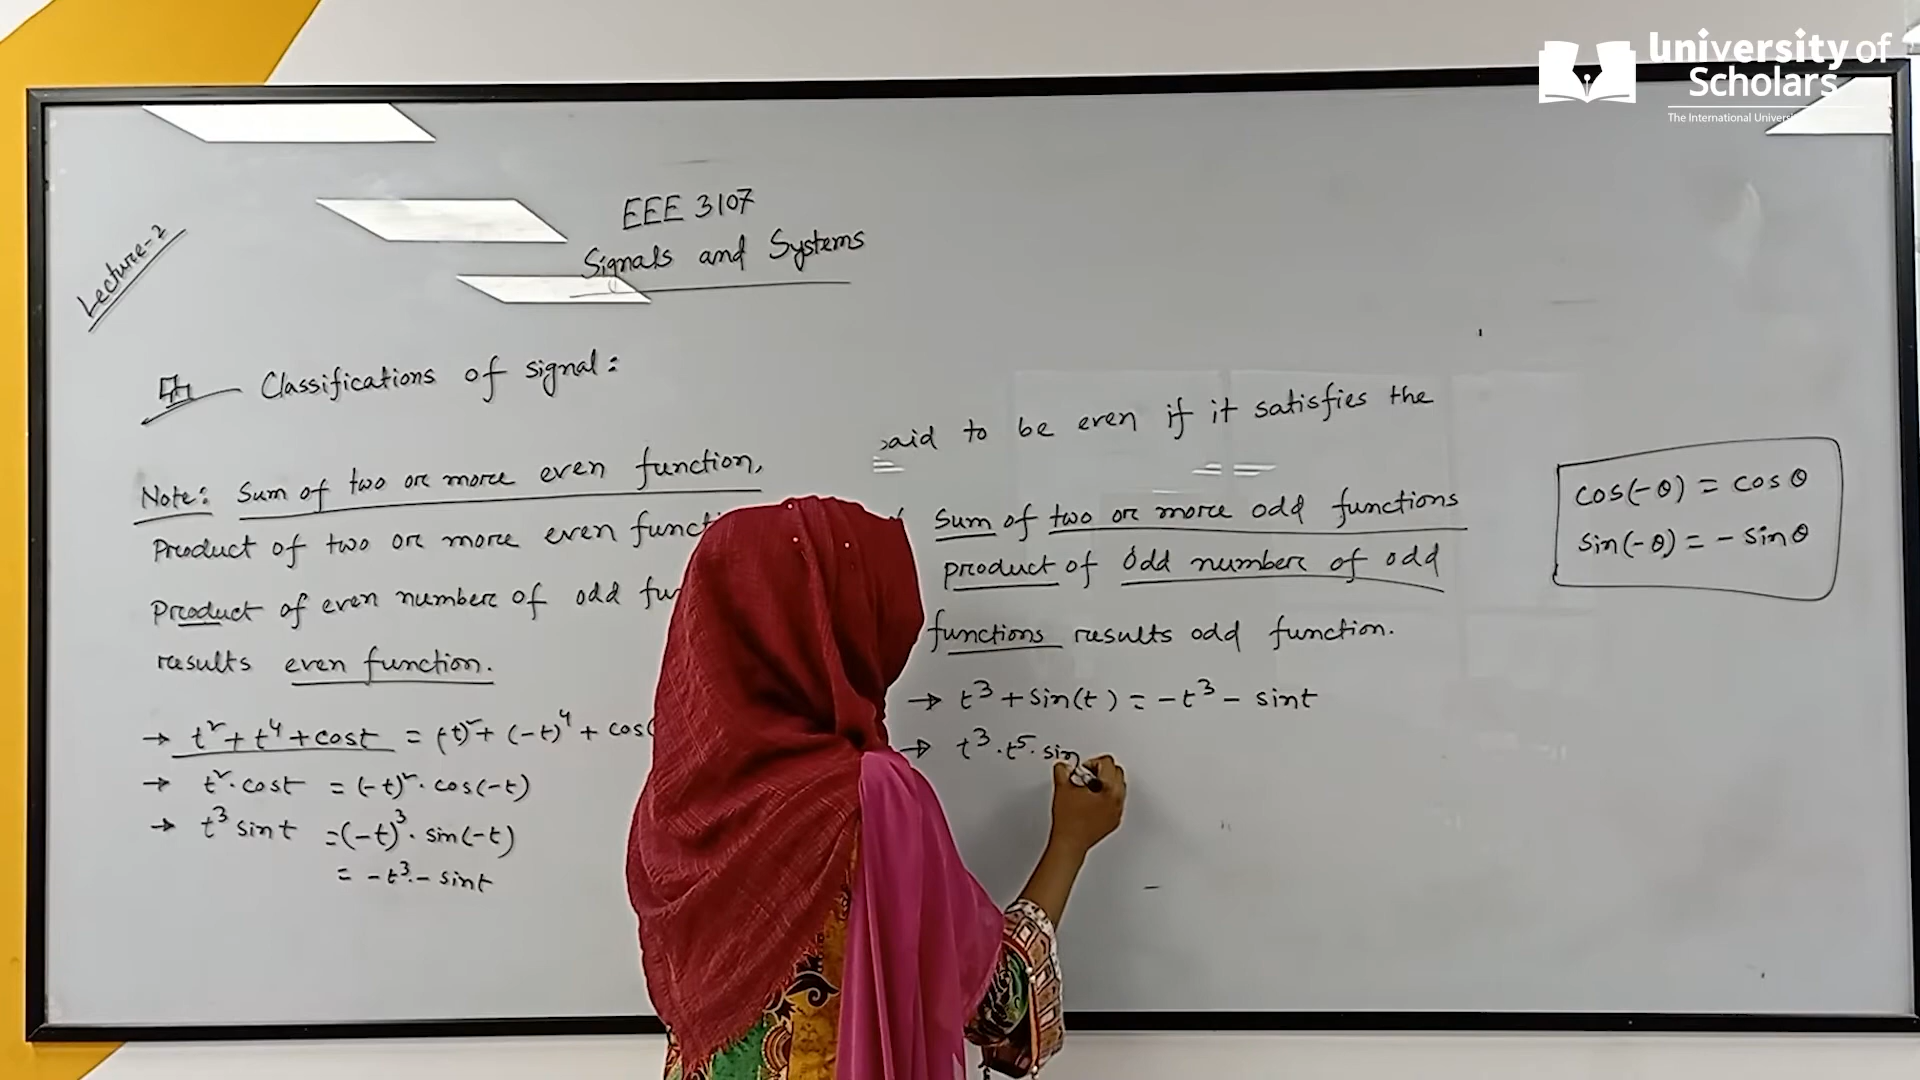 University of
Scholars
The International
Lecture-2
EEE 3107
Signals and Systems
Classifications of signal:
Note: Sum of two or more even function,
Product of two or more even
Product of even number of odd
results even function.
→ t² + t⁴ + cost = (-t)² + (-t)⁴ + cos(
→ t² · cost = (-t)² · cos(-t)
→ t³ sint = (-t)³ · sin(-t)
= -t³ · - sint
said to be even if it satisfies the
Sum of two or more odd functions
product of odd number of odd
functions results odd function.
→ t³ + sin(t) = -t³ - sint
→ t³ · t⁵ · sin
cos(-θ) = cosθ
sin(-θ) = - sinθ